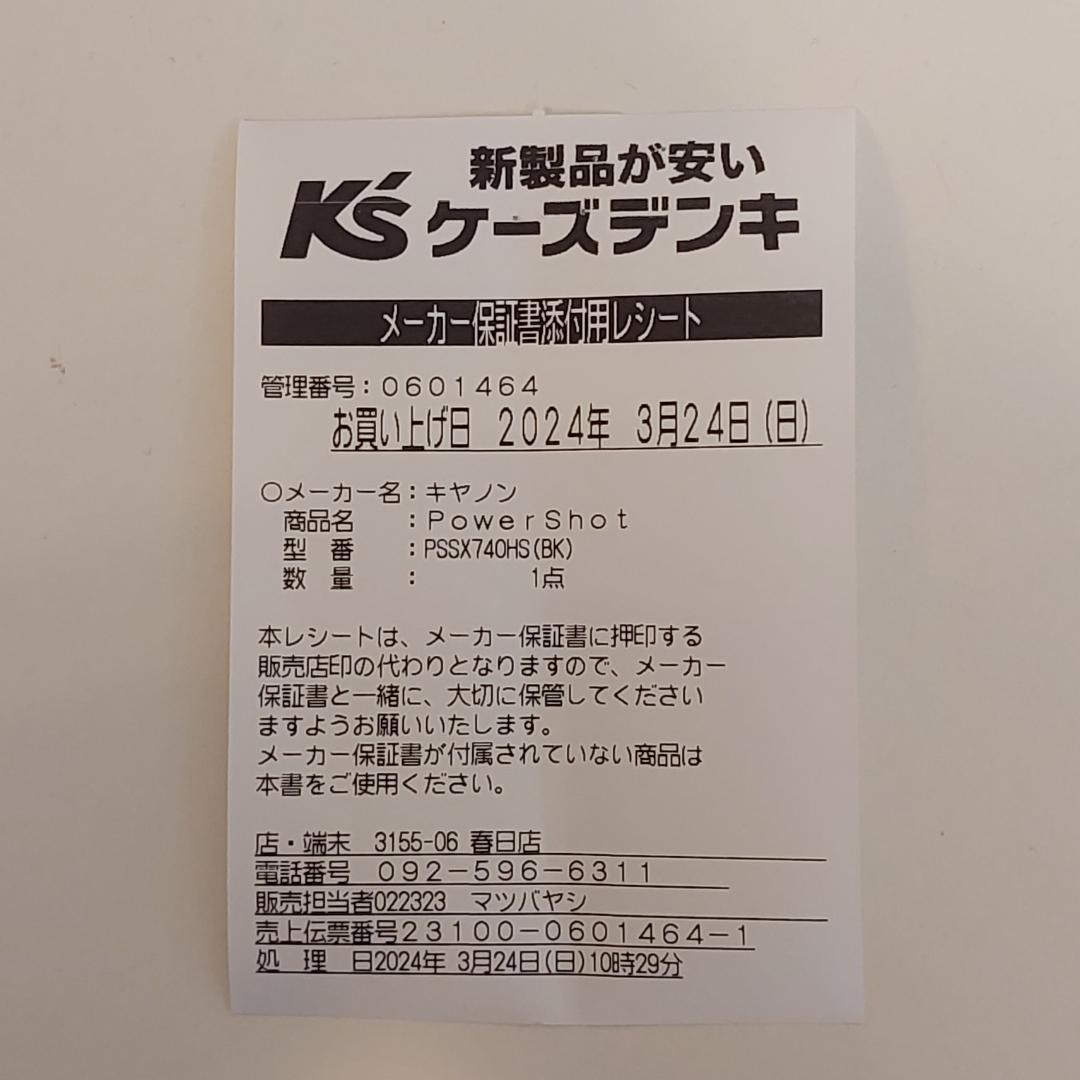 新製品が安い
K's ケーズデンキ
メーカー保証書添付用レシート
管理番号：0601464
お買い上げ日 2024年 3月24日(日)
○メーカー名：キヤノン
商品名 ：PowerShot
型 番 ：PSSX740HS(BK)
数 量 ： 1点
本レシートは、メーカー保証書に押印する
販売店印の代わりとなりますので、メーカー
保証書と一緒に、大切に保管してください
ますようお願いいたします。
メーカー保証書が付属されていない商品は
本書をご使用ください。
店・端末 3155-06 春日店
電話番号 092-596-6311
販売担当者022323 マツバヤシ
売上伝票番号23100-0601464-1
処 理 日2024年 3月24日(日)10時29分